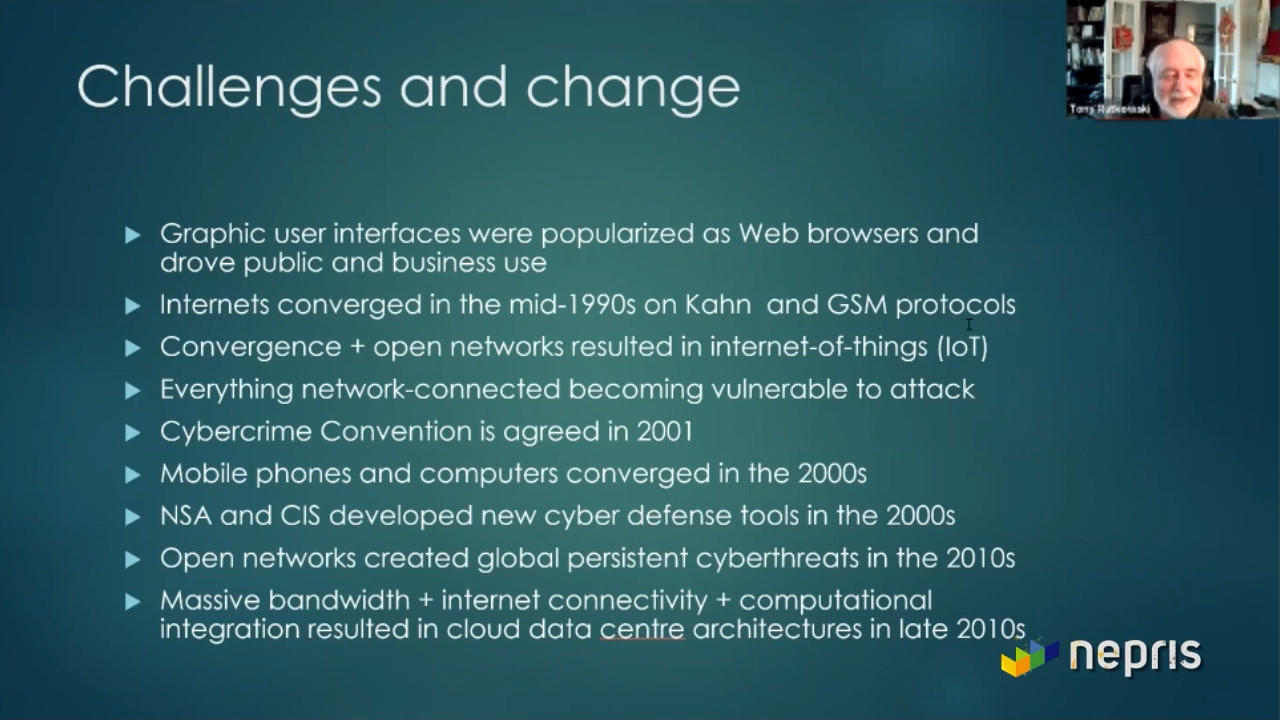 Challenges and change
Tony Rutkowski
Graphic user interfaces were popularized as Web browsers and
drove public and business use
Internets converged in the mid-1990s on Kahn  and GSM protocols
Convergence + open networks resulted in internet-of-things (IoT)
Everything network-connected becoming vulnerable to attack
Cybercrime Convention is agreed in 2001
Mobile phones and computers converged in the 2000s
NSA and CIS developed new cyber defense tools in the 2000s
Open networks created global persistent cyberthreats in the 2010s
Massive bandwidth + internet connectivity + computational
integration resulted in cloud data centre architectures in late 2010s
nepris